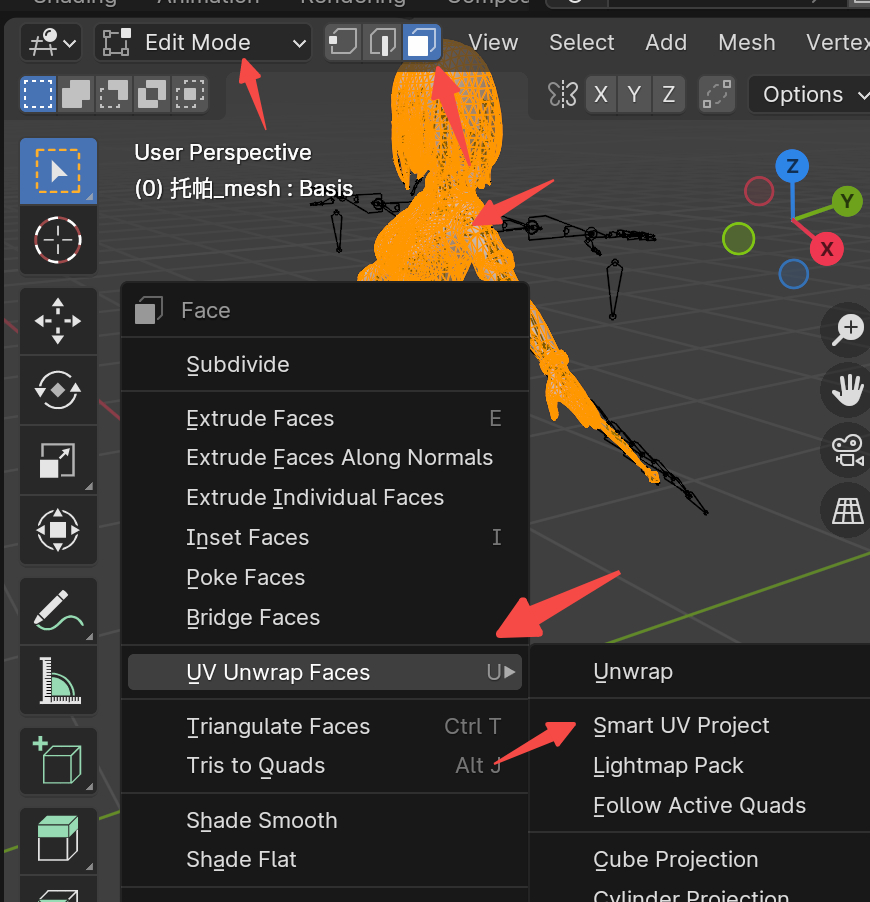 Shading Animation Rendering
Edit Mode View Select Add Mesh
X Y Z Options
User Perspective
(0) 托帕_mesh : Basis
Z
Y
X
Face
Subdivide
Extrude Faces E
Extrude Faces Along Normals
Extrude Individual Faces
Inset Faces I
Poke Faces
Bridge Faces
UV Unwrap Faces U
Unwrap
Triangulate Faces Ctrl T
Smart UV Project
Tris to Quads Alt J
Lightmap Pack
Follow Active Quads
Shade Smooth
Shade Flat
Cube Projection
Cylinder Projection